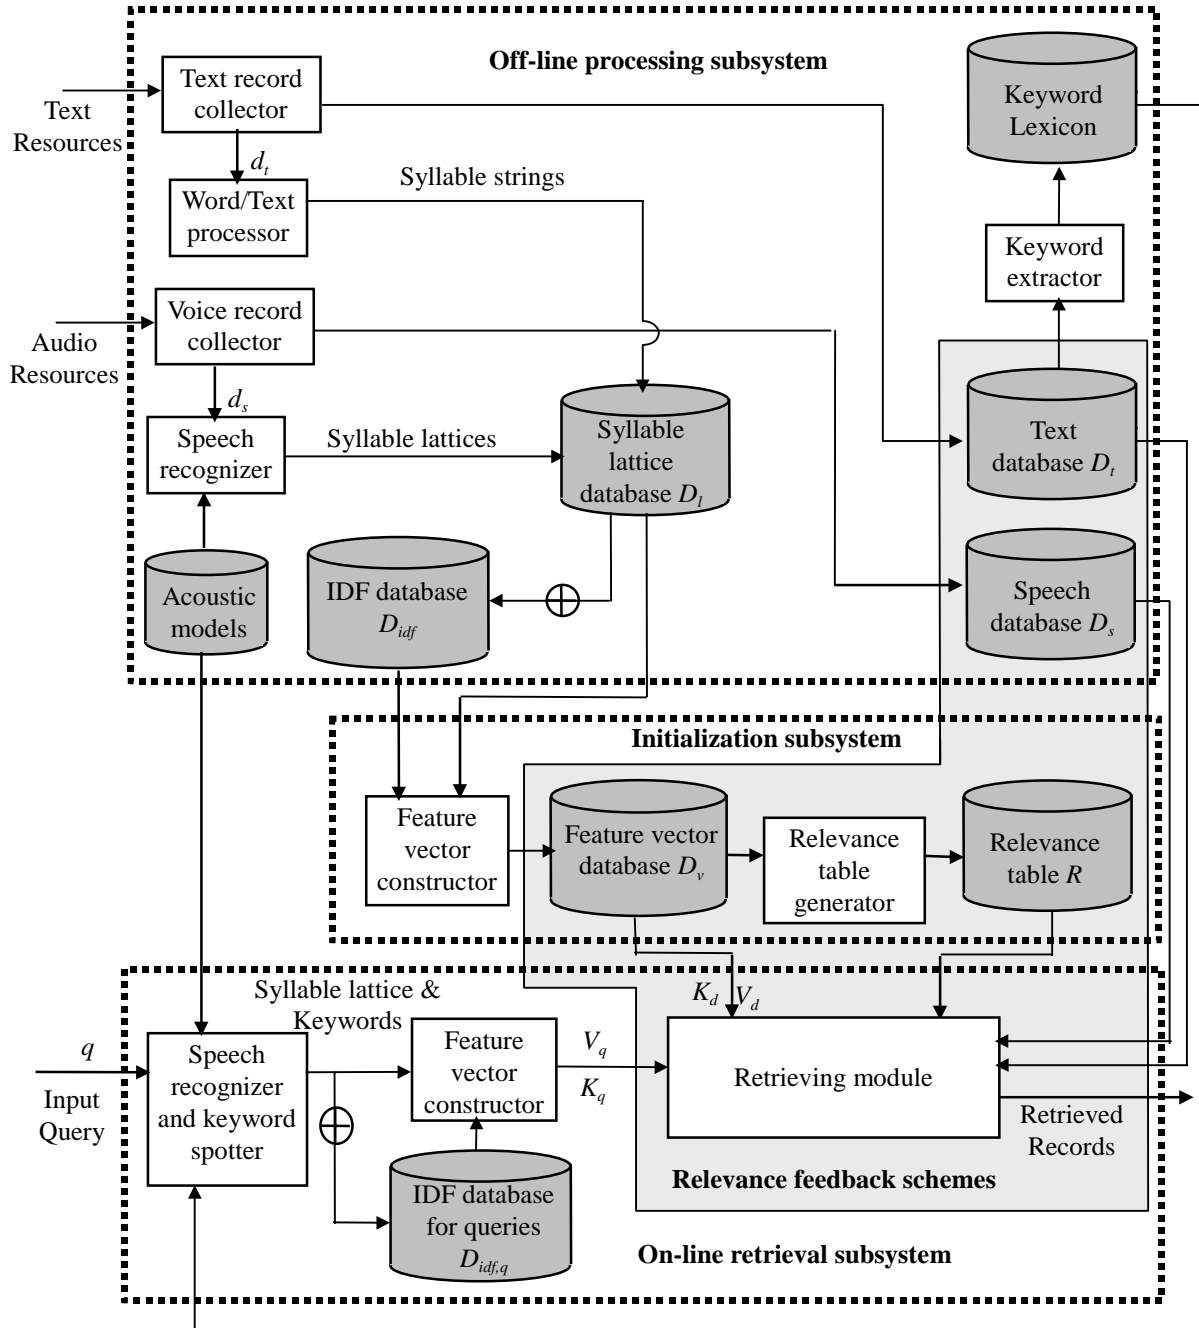 Off-line processing subsystem
Text record
collector
Text
Resources
d_t
Word/Text
processor
Syllable strings
Keyword
Lexicon
Keyword
extractor
Voice record
collector
Audio
Resources
d_s
Speech
recognizer
Syllable lattices
Syllable
lattice
database D_l
Text
database D_t
Acoustic
models
IDF database
D_idf
Speech
database D_s
Initialization subsystem
Feature
vector
constructor
Feature vector
database D_v
Relevance
table
generator
Relevance
table R
Syllable lattice &
Keywords
K_d V_d
q
Input
Query
Speech
recognizer
and keyword
spotter
Feature
vector
constructor
V_q
K_q
Retrieving module
Retrieved
Records
IDF database
for queries
D_idf,q
Relevance feedback schemes
On-line retrieval subsystem